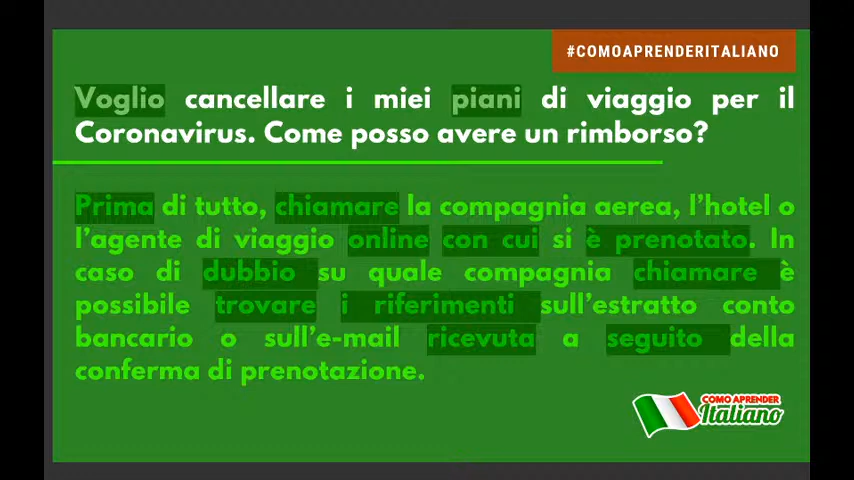 #COMOAPRENDERITALIANO
Voglio cancellare i miei piani di viaggio per il
Coronavirus. Come posso avere un rimborso?
Prima di tutto, chiamare la compagnia aerea, l'hotel o
l'agente di viaggio online con cui si è prenotato. In
caso di dubbio su quale compagnia chiamare è
possibile trovare i riferimenti sull'estratto conto
bancario o sull'e-mail ricevuta a seguito della
conferma di prenotazione.
COMO APRENDER
Italiano